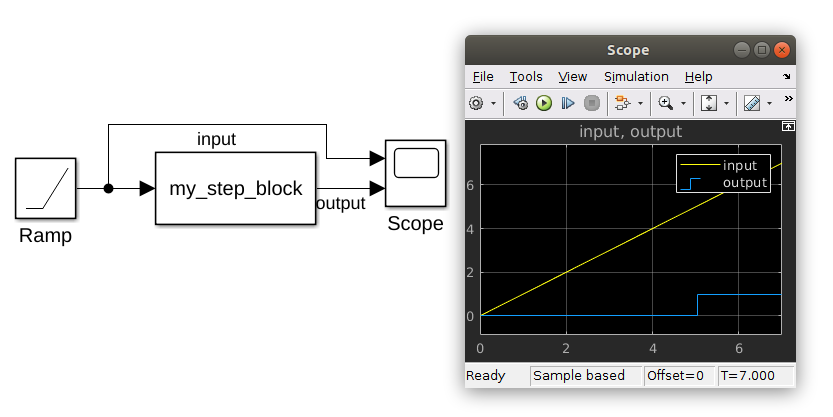 input
my_step_block
output
Ramp
Scope
Scope
File Tools View Simulation Help
input, output
input
output
6
4
2
0
0 2 4 6
Ready Sample based Offset=0 T=7.000